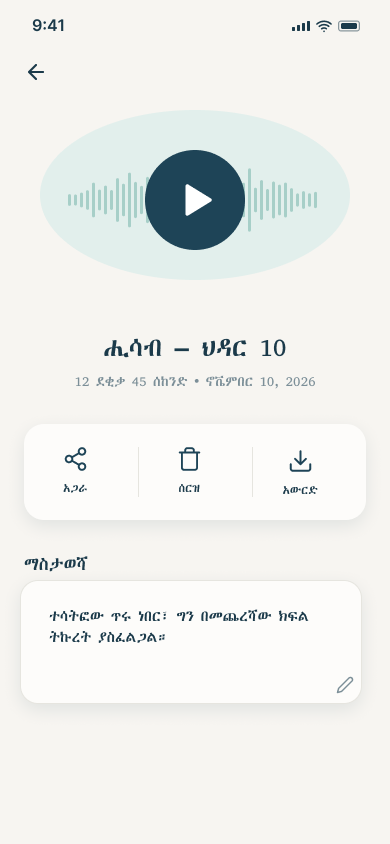 9:41
ሒሳብ – ህዳር 10
12 ደቂቃ 45 ሰከንድ • ኖቬምበር 10, 2026
አጋራ
ሰርዝ
አውርድ
ማስታወሻ
ተሳትፎው ጥሩ ነበር፣ ግን በመጨረሻው ክፍል
ትኩረት ያስፈልጋል።